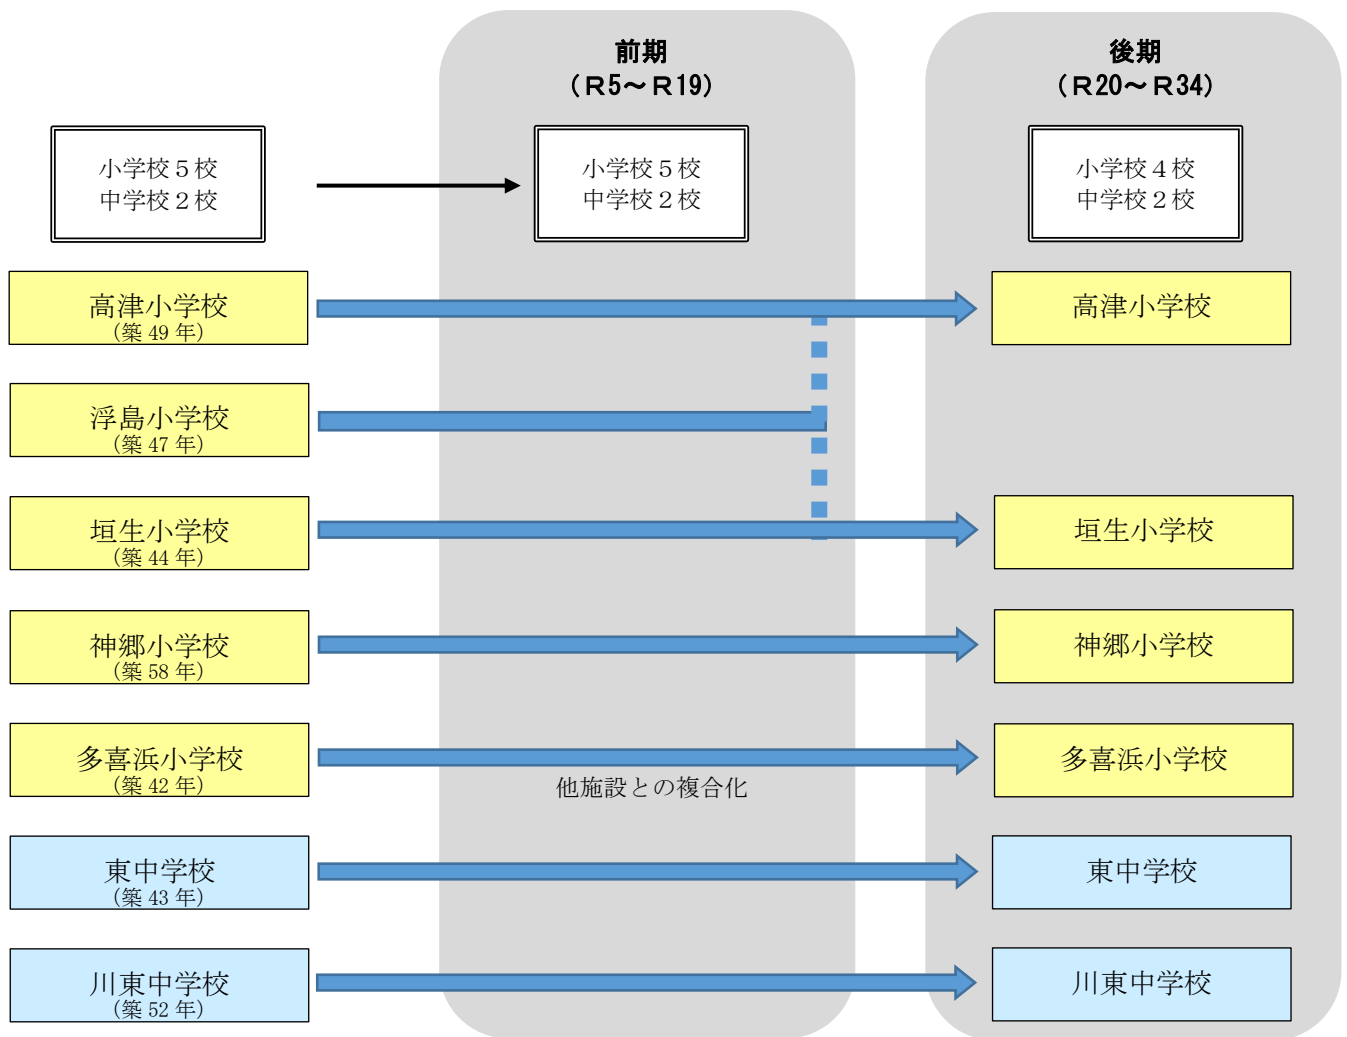 前期
（Ｒ5～Ｒ19）
後期
（Ｒ20～Ｒ34）
小学校５校
中学校２校
小学校５校
中学校２校
小学校４校
中学校２校
高津小学校
（築 49 年）
高津小学校
浮島小学校
（築 47 年）
垣生小学校
（築 44 年）
垣生小学校
神郷小学校
（築 58 年）
神郷小学校
多喜浜小学校
（築 42 年）
他施設との複合化
多喜浜小学校
東中学校
（築 43 年）
東中学校
川東中学校
（築 52 年）
川東中学校